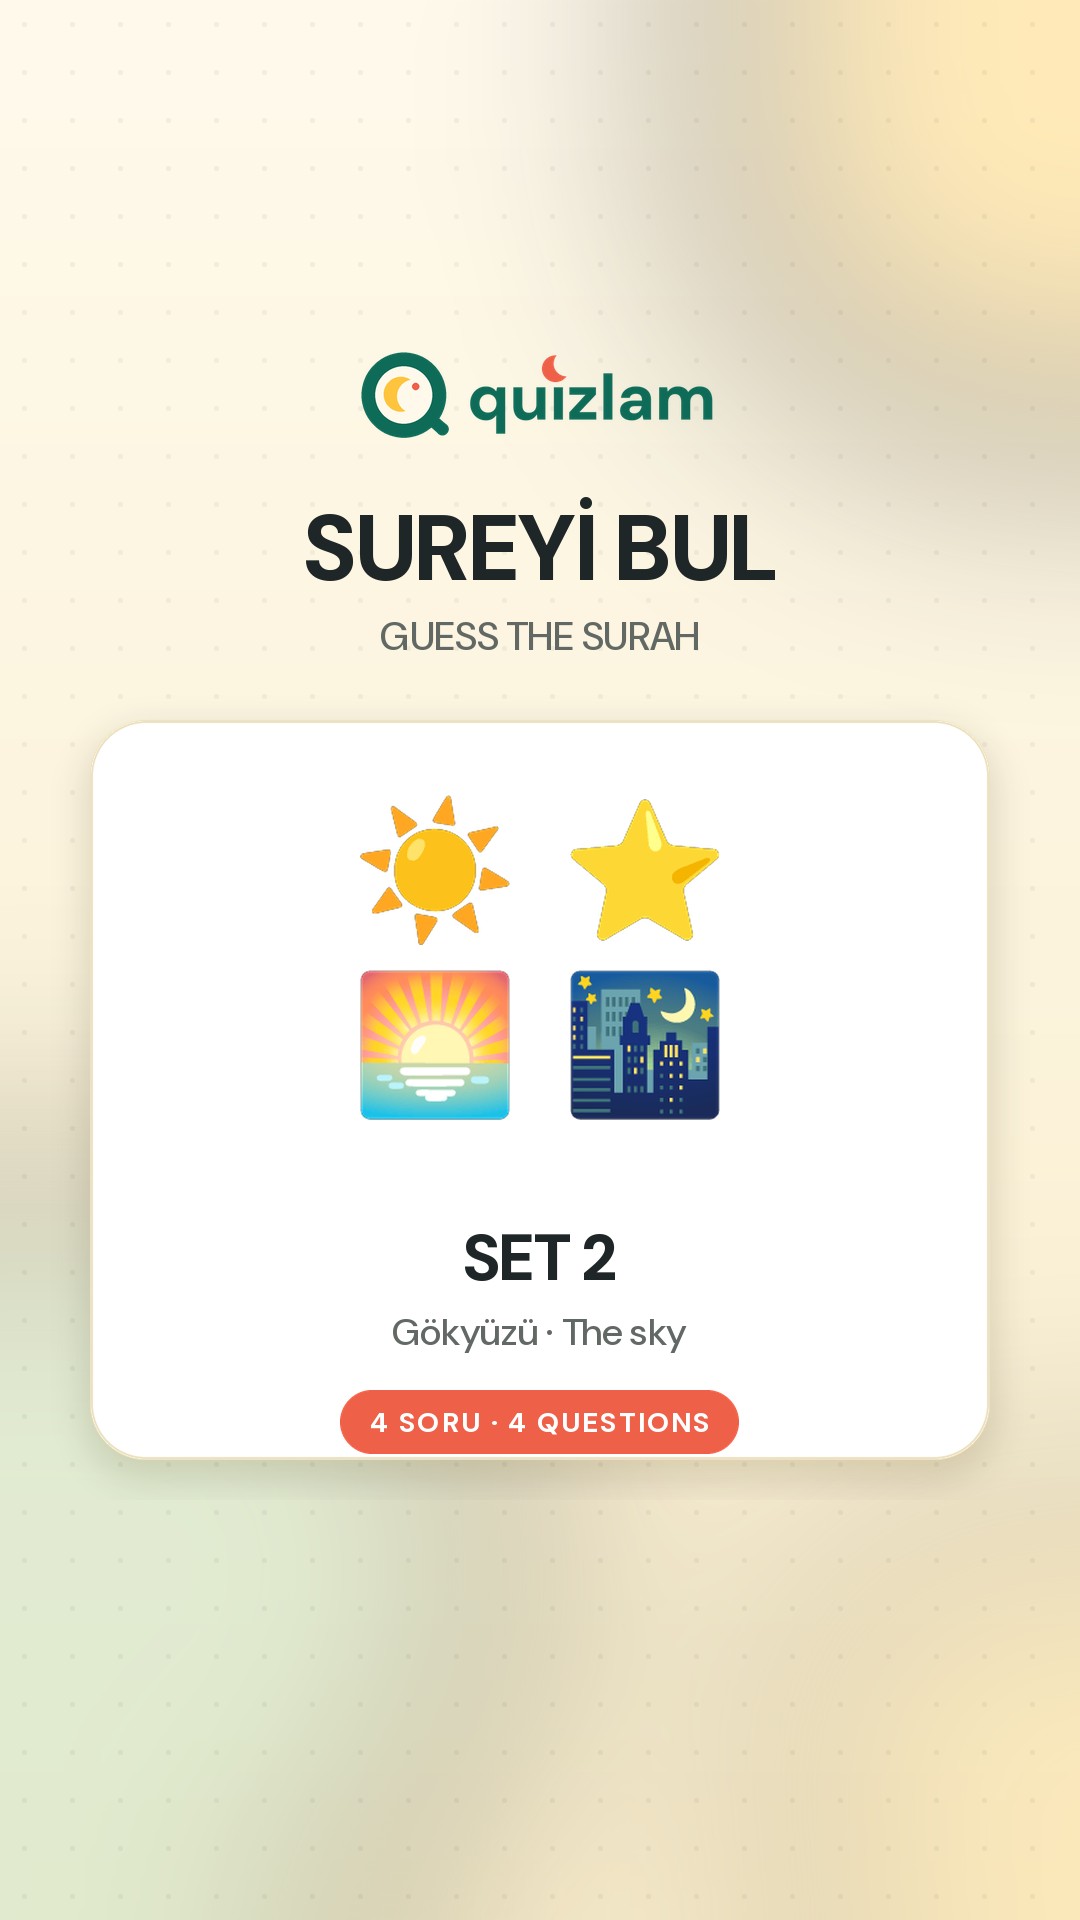 quizlam
SUREYİ BUL
GUESS THE SURAH
SET 2
Gökyüzü · The sky
4 SORU · 4 QUESTIONS